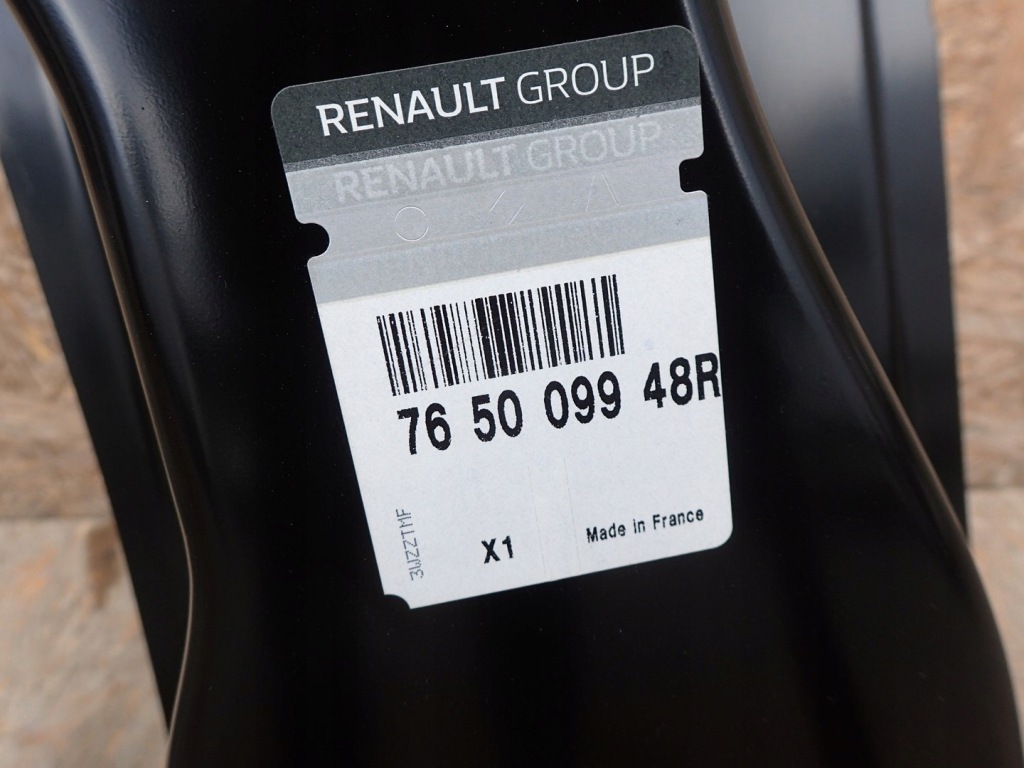 RENAULT GROUP
RENAULT GROUP
76 50 099 48R
3WZZTMF
X1
Made in France